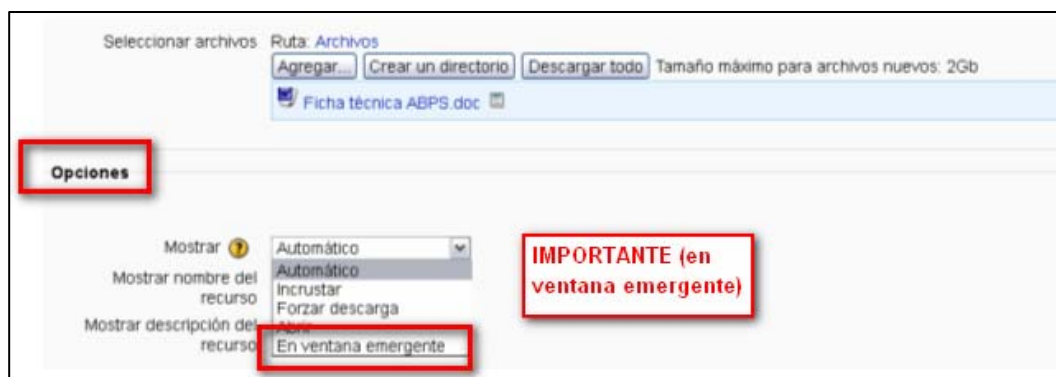 Seleccionar archivos Ruta: Archivos
Agregar... Crear un directorio Descargar todo Tamaño máximo para archivos nuevos: 2Gb
Ficha técnica ABPS.doc
Opciones
Mostrar Automático
Automático
Mostrar nombre del
recurso
Incrustar
Forzar descarga
Mostrar descripción del
recurso
Abrir
En ventana emergente
IMPORTANTE (en
ventana emergente)